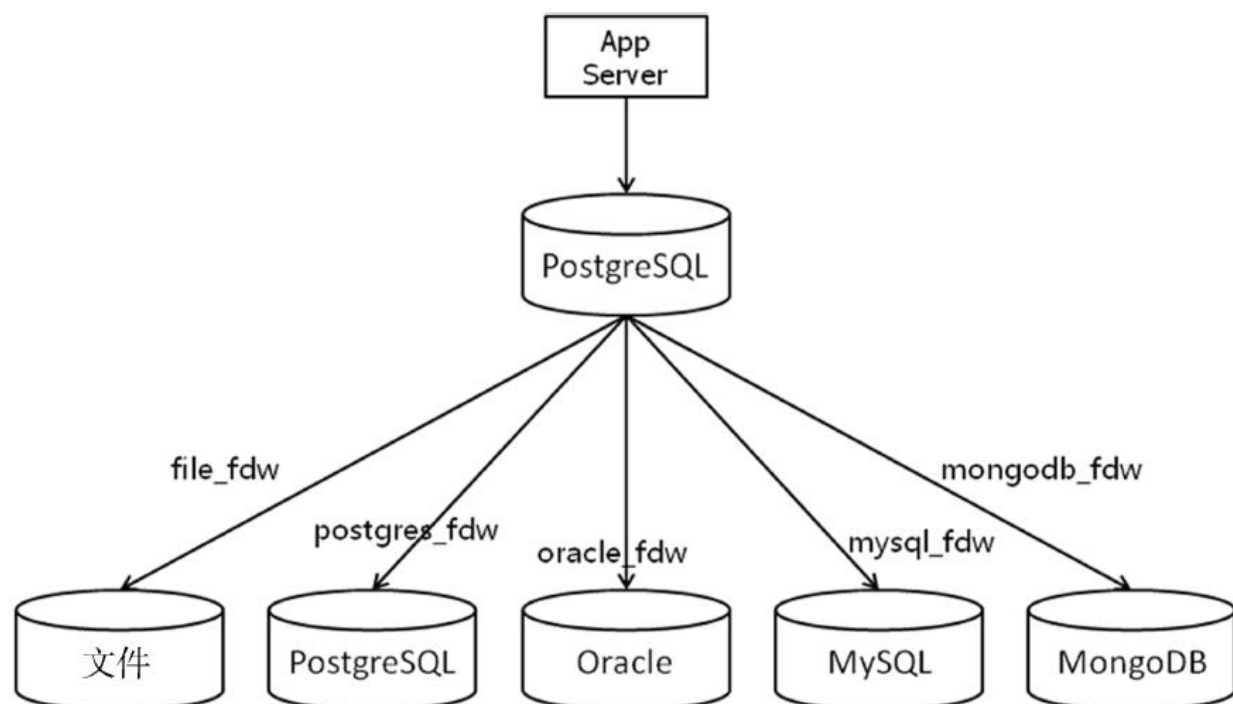 App
Server
PostgreSQL
file_fdw
mongodb_fdw
postgres_fdw
mysql_fdw
oracle_fdw
文件
PostgreSQL
Oracle
MySQL
MongoDB